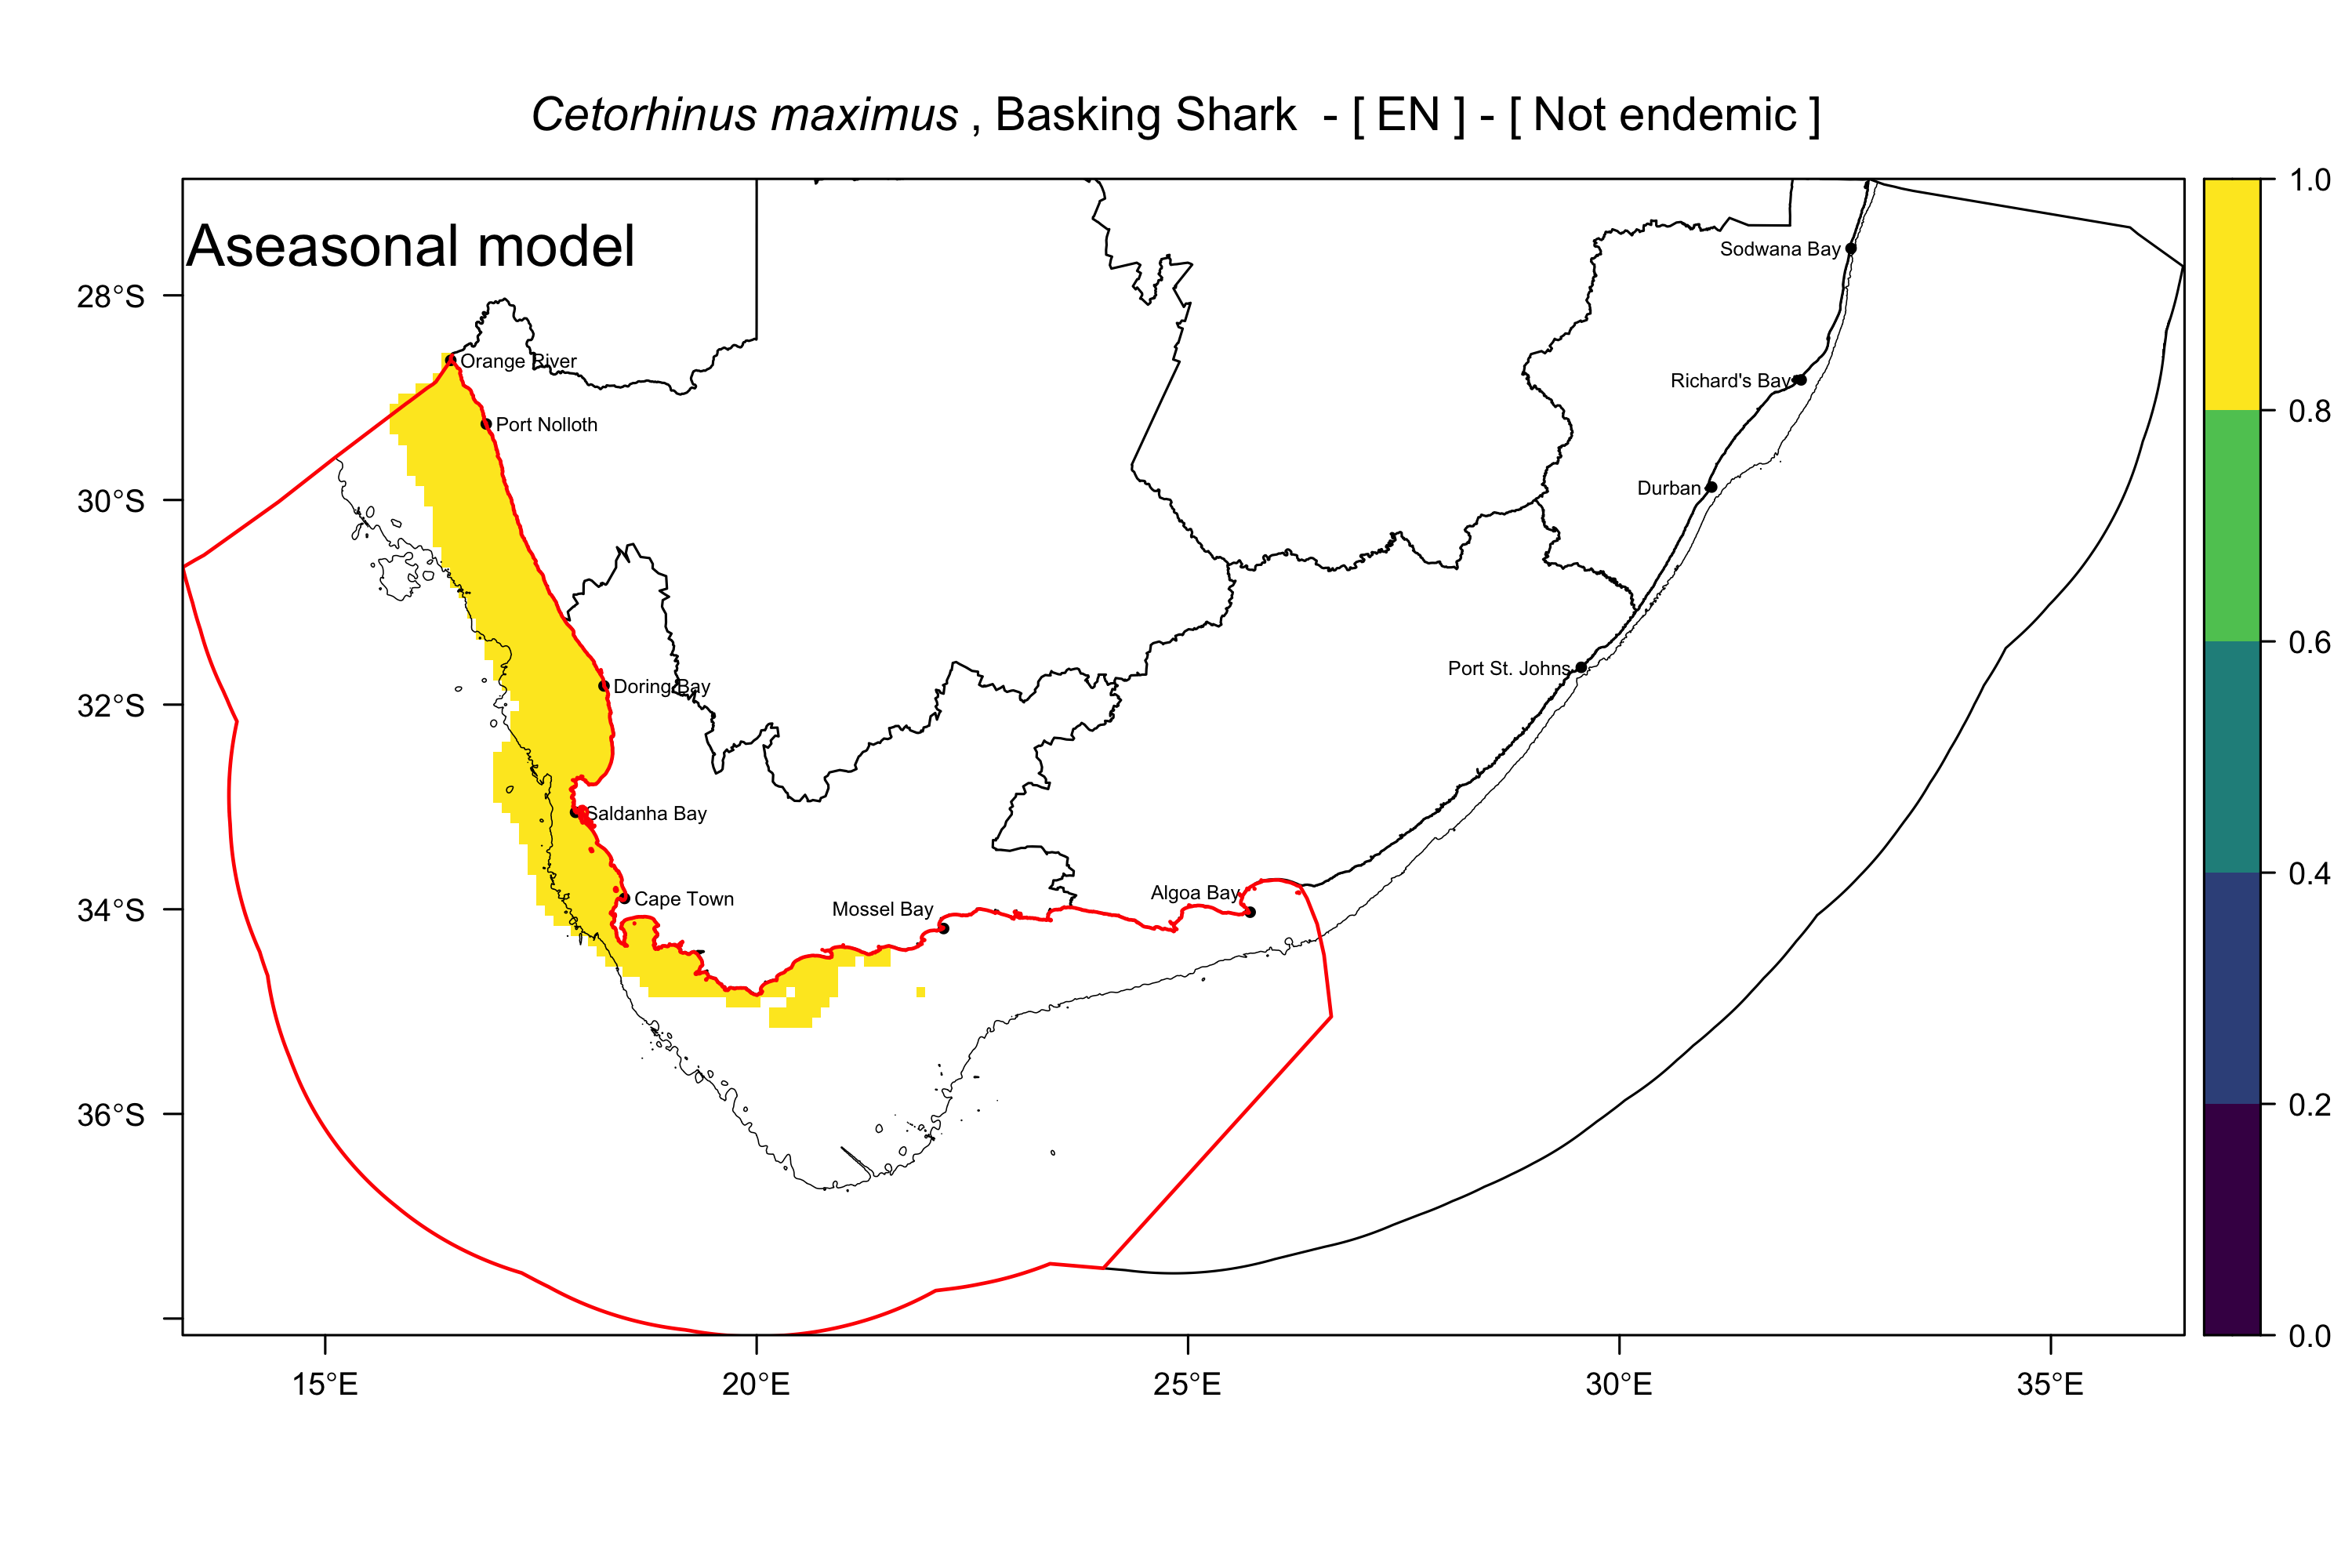 Cetorhinus maximus , Basking Shark - [ EN ] - [ Not endemic ]
Aseasonal model
Sodwana Bay
Orange River
Richard's Bay
Port Nolloth
Durban
Port St. Johns
Doring Bay
Saldanha Bay
Cape Town
Mossel Bay
Algoa Bay
28°S
30°S
32°S
34°S
36°S
15°E
20°E
25°E
30°E
35°E
1.0
0.8
0.6
0.4
0.2
0.0